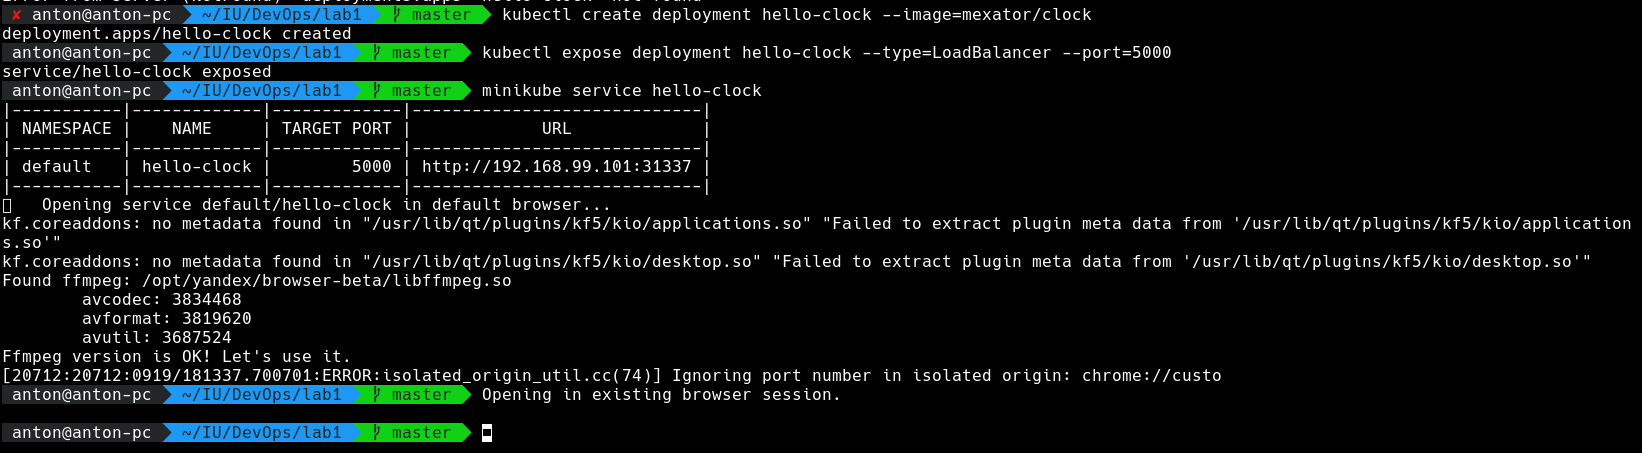 ✘ anton@anton-pc ~/IU/DevOps/lab1 master kubectl create deployment hello-clock --image=mexator/clock
deployment.apps/hello-clock created
anton@anton-pc ~/IU/DevOps/lab1 master kubectl expose deployment hello-clock --type=LoadBalancer --port=5000
service/hello-clock exposed
anton@anton-pc ~/IU/DevOps/lab1 master minikube service hello-clock
|-----------|-------------|-------------|-----------------------------|
| NAMESPACE |    NAME     | TARGET PORT |             URL             |
|-----------|-------------|-------------|-----------------------------|
| default   | hello-clock |        5000 | http://192.168.99.101:31337 |
|-----------|-------------|-------------|-----------------------------|
Opening service default/hello-clock in default browser...
kf.coreaddons: no metadata found in "/usr/lib/qt/plugins/kf5/kio/applications.so" "Failed to extract plugin meta data from '/usr/lib/qt/plugins/kf5/kio/application
s.so'"
kf.coreaddons: no metadata found in "/usr/lib/qt/plugins/kf5/kio/desktop.so" "Failed to extract plugin meta data from '/usr/lib/qt/plugins/kf5/kio/desktop.so'"
Found ffmpeg: /opt/yandex/browser-beta/libffmpeg.so
        avcodec: 3834468
        avformat: 3819620
        avutil: 3687524
Ffmpeg version is OK! Let's use it.
[20712:20712:0919/181337.700701:ERROR:isolated_origin_util.cc(74)] Ignoring port number in isolated origin: chrome://custo
anton@anton-pc ~/IU/DevOps/lab1 master Opening in existing browser session.
anton@anton-pc ~/IU/DevOps/lab1 master